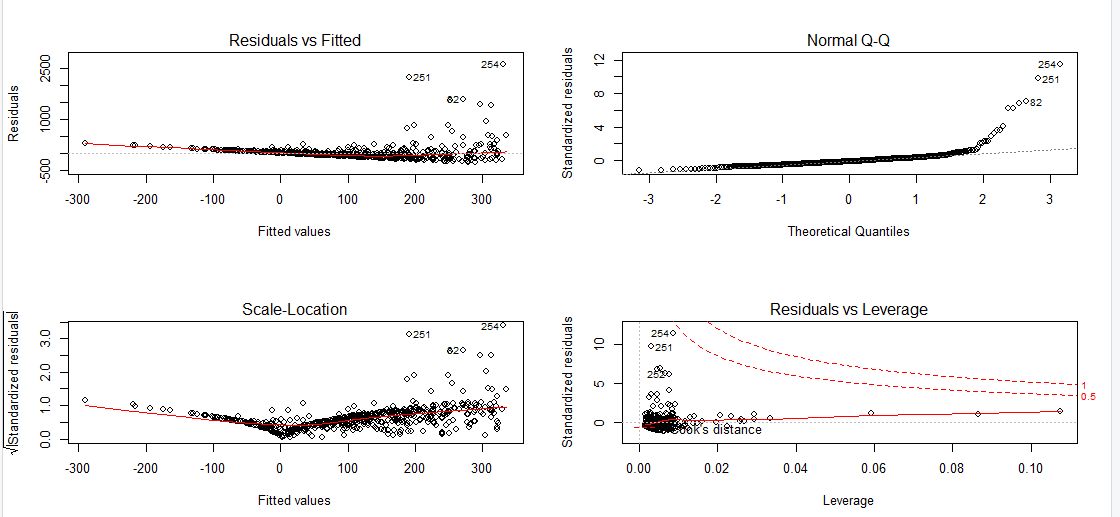 Residuals vs Fitted
Residuals
2500
1000
-500
254
251
82
-300 -200 -100 0 100 200 300
Fitted values
Normal Q-Q
Standardized residuals
12
8
4
0
254
251
82
-3 -2 -1 0 1 2 3
Theoretical Quantiles
Scale-Location
√|Standardized residuals|
3.0
2.0
1.0
0.0
254
251
82
-300 -200 -100 0 100 200 300
Fitted values
Residuals vs Leverage
Standardized residuals
10
5
0
254
251
252
1
0.5
Cook's distance
0.00 0.02 0.04 0.06 0.08 0.10
Leverage